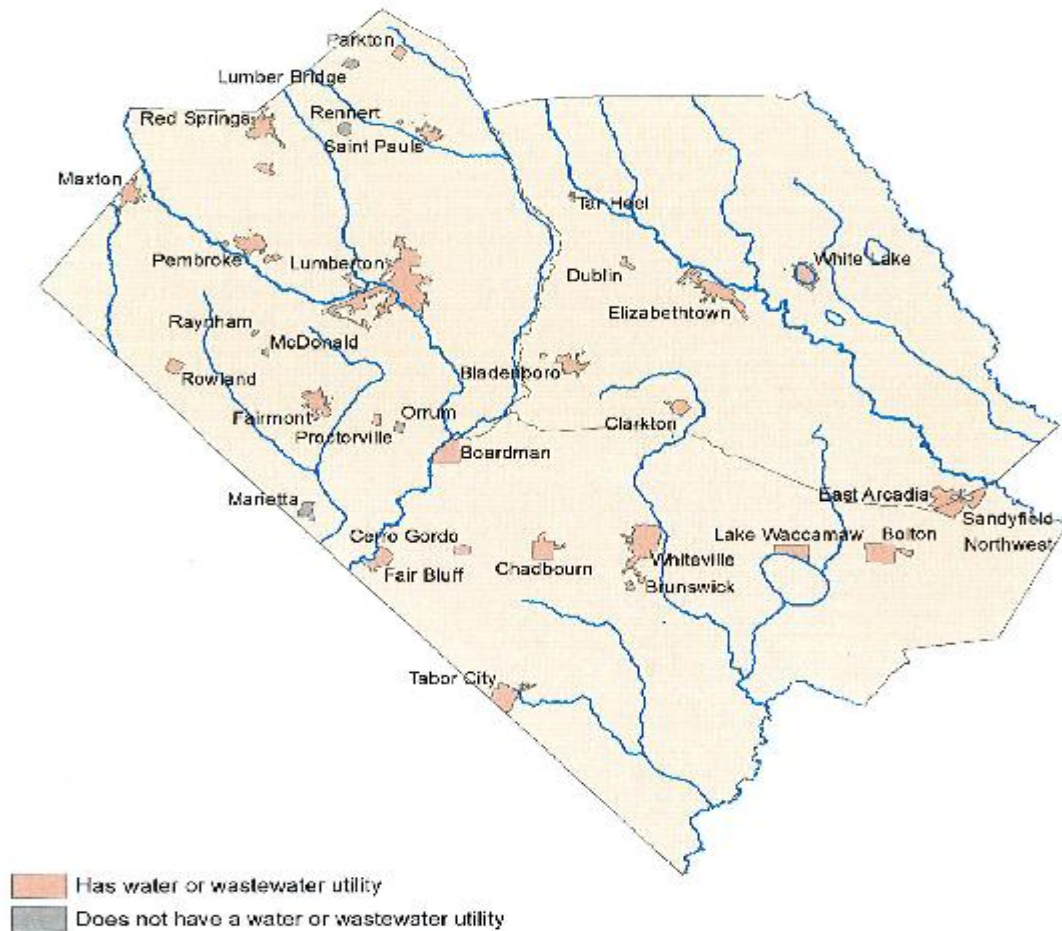 Parkton
Lumber Bridge
Red Springs
Rennert
Saint Pauls
Maxton
Tar Heel
Pembroke
Lumberton
Dublin
White Lake
Elizabethtown
Raynham
McDonald
Rowland
Bladenboro
Fairmont
Orrum
Proctorville
Clarkton
Boardman
Marietta
East Arcadia
Sandyfield
Cerro Gordo
Lake Waccamaw
Bolton
Northwest
Fair Bluff
Chadbourn
Whiteville
Brunswick
Tabor City
Has water or wastewater utility
Does not have a water or wastewater utility